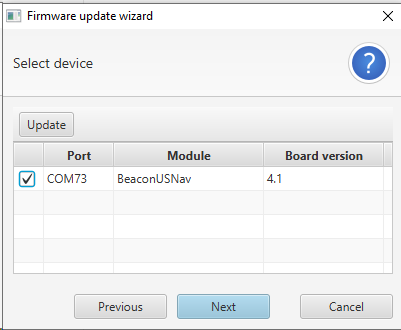 Firmware update wizard
Select device
?
Update
Port Module Board version
COM73 BeaconUSNav 4.1
Previous Next Cancel